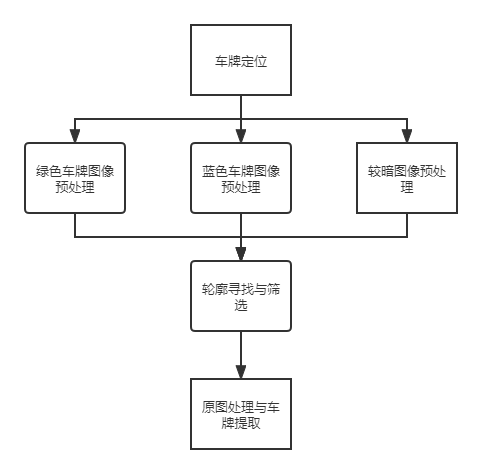 车牌定位
绿色车牌图像
预处理
蓝色车牌图像
预处理
较暗图像预处
理
轮廓寻找与筛
选
原图处理与车
牌提取